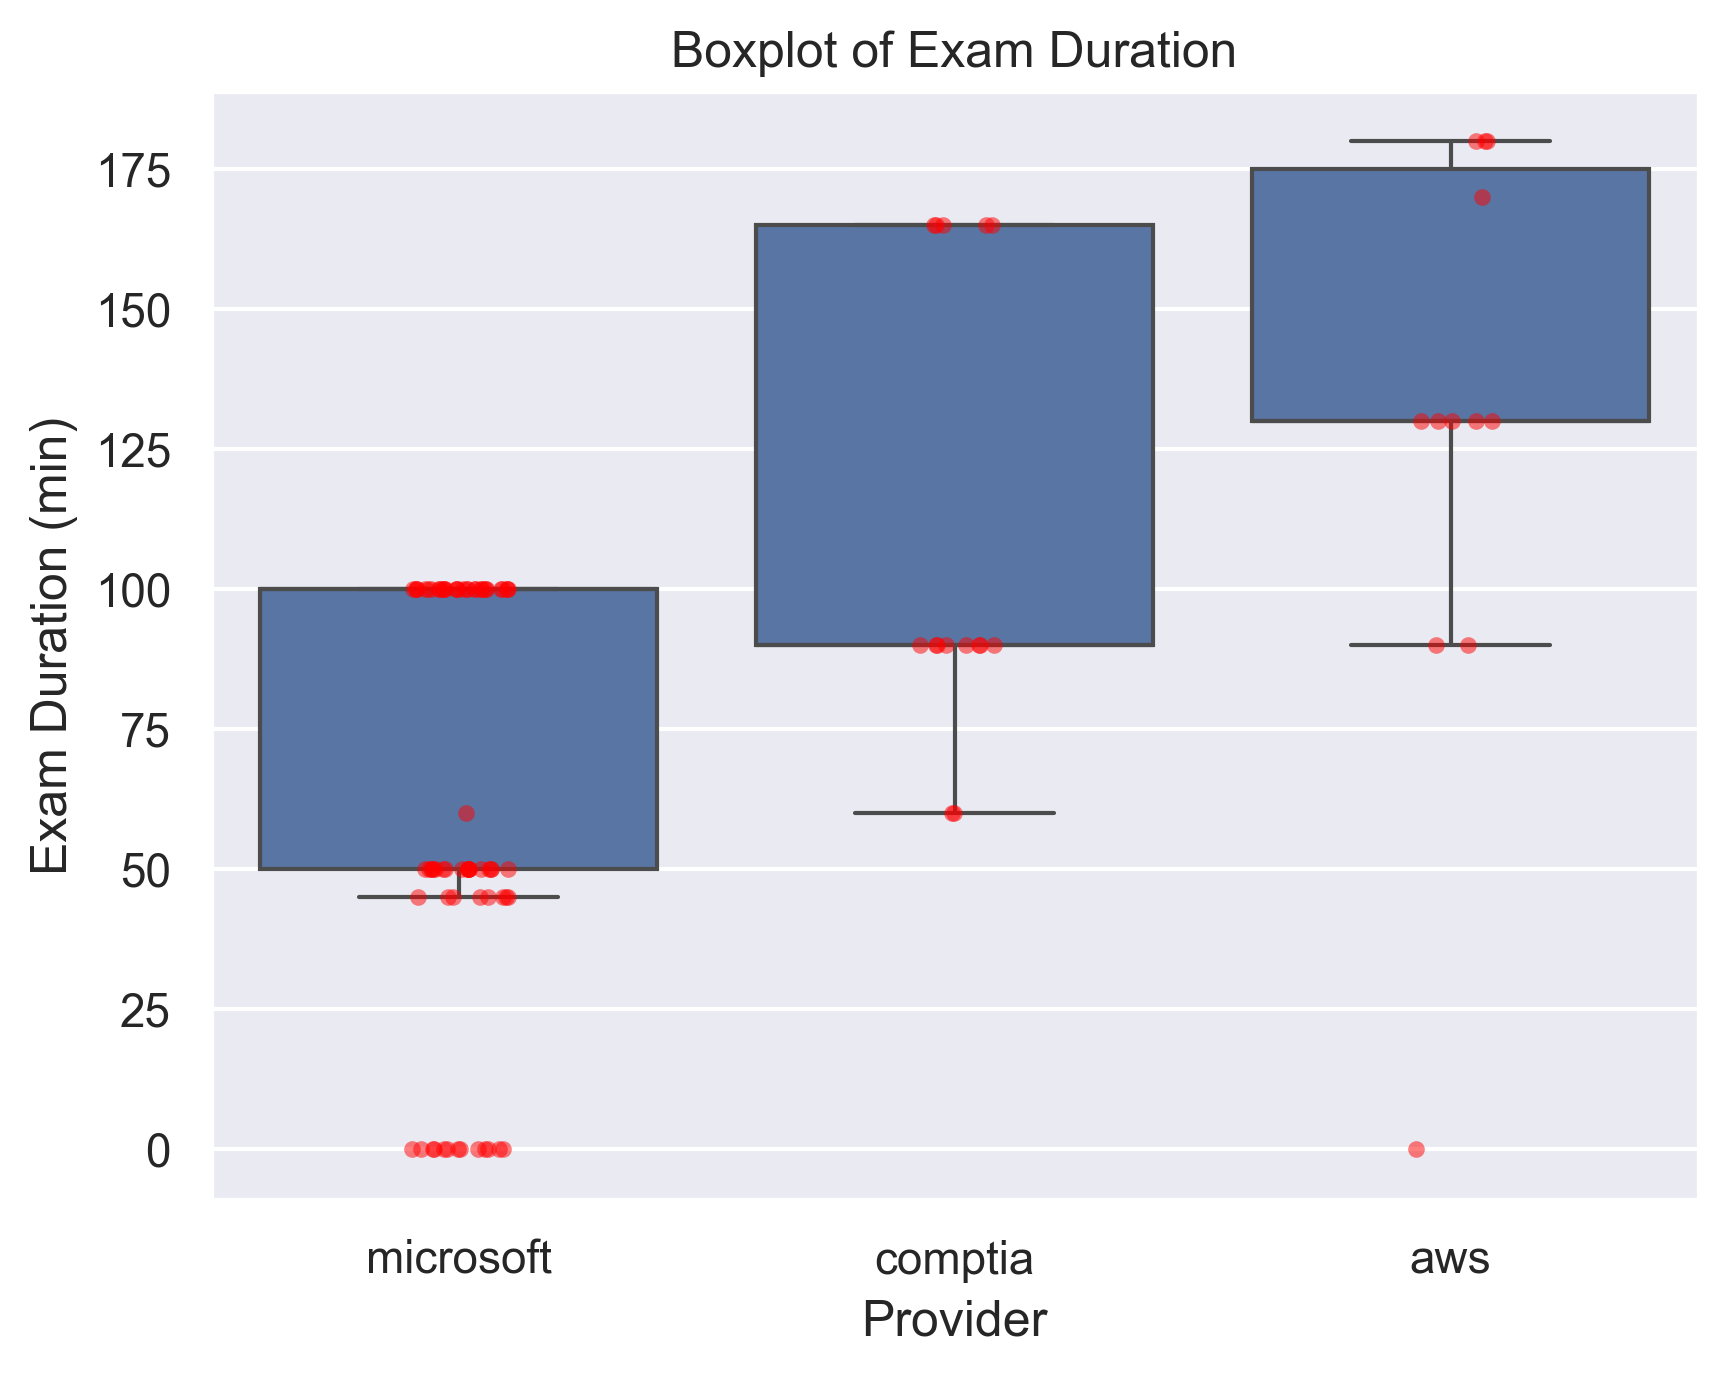 Boxplot of Exam Duration
Exam Duration (min)
175
150
125
100
75
50
25
0
microsoft
comptia
aws
Provider